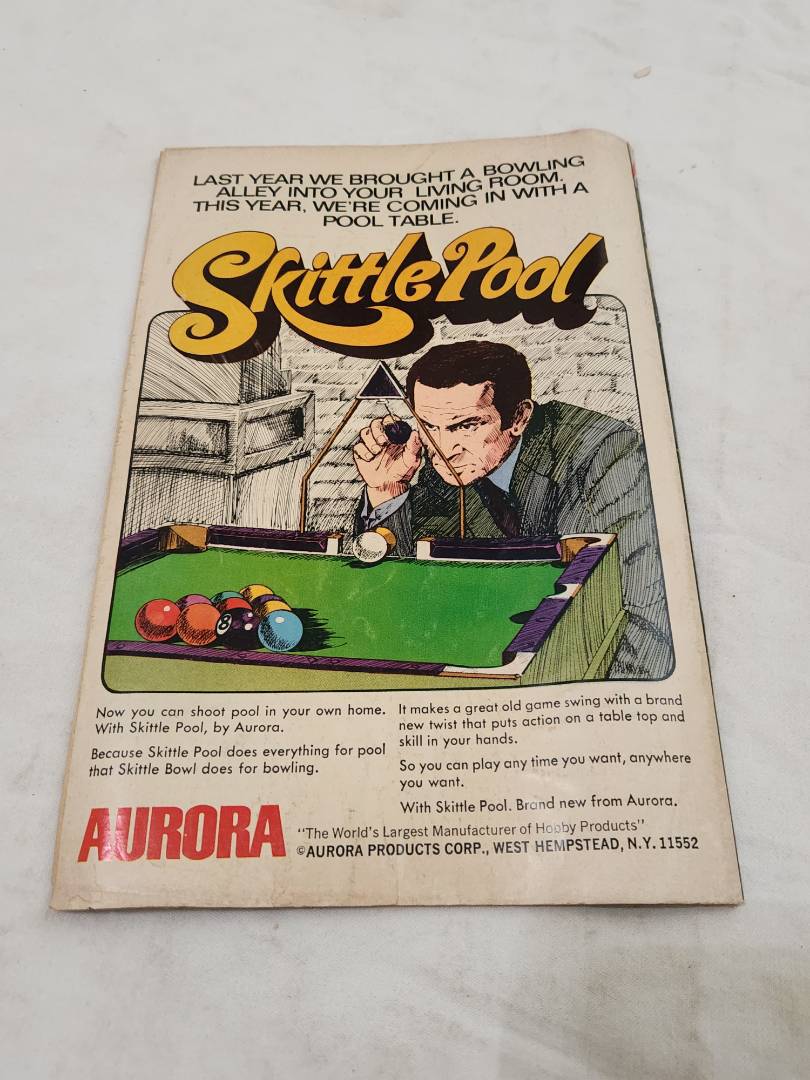 LAST YEAR WE BROUGHT A BOWLING
ALLEY INTO YOUR LIVING ROOM.
THIS YEAR, WE'RE COMING IN WITH A
POOL TABLE.
Skittle Pool
8
Now you can shoot pool in your own home.
With Skittle Pool, by Aurora.
Because Skittle Pool does everything for pool
that Skittle Bowl does for bowling.
It makes a great old game swing with a brand
new twist that puts action on a table top and
skill in your hands.
So you can play any time you want, anywhere
you want.
With Skittle Pool. Brand new from Aurora.
AURORA
"The World's Largest Manufacturer of Hobby Products"
©AURORA PRODUCTS CORP., WEST HEMPSTEAD, N.Y. 11552